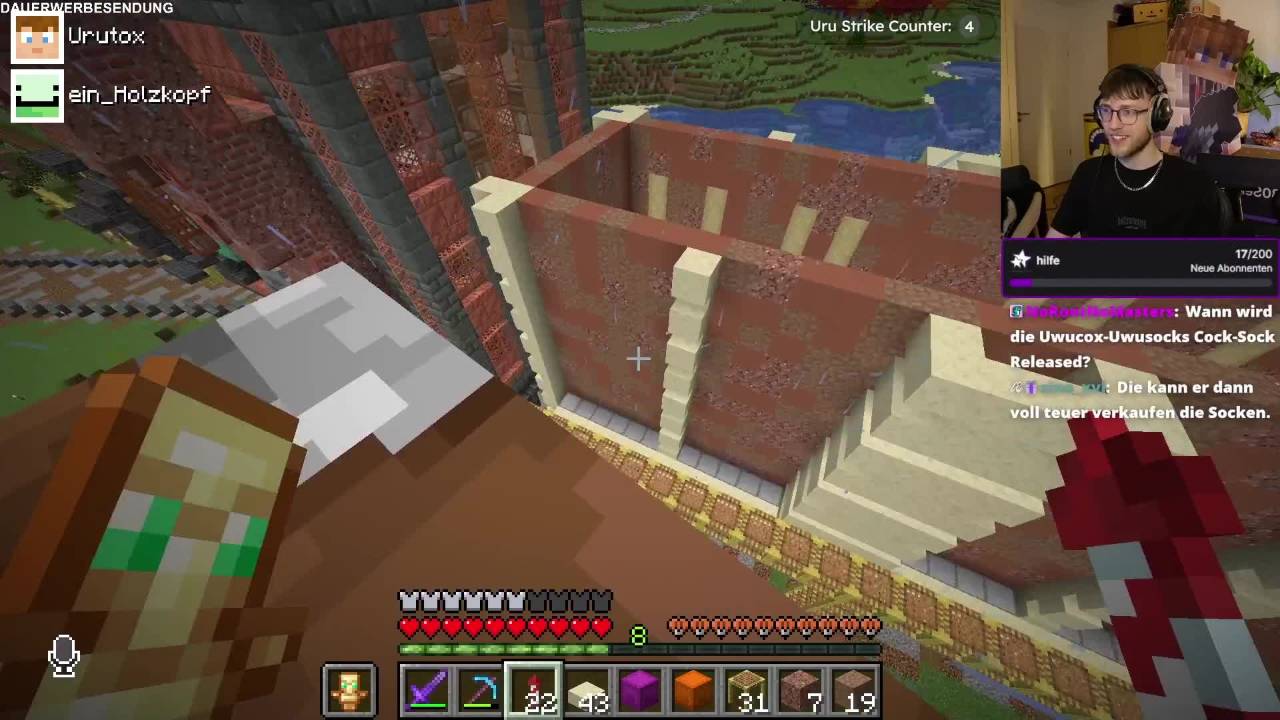 DAUERWERBESENDUNG
Urutox
ein_Holzkopf
Uru Strike Counter: 4
hilfe
17/200
Neue Abonnenten
Wann wird
die Uwucox-Uwusocks Cock-Sock
Released?
Die kann er dann
voll teuer verkaufen die Socken.
8
22
43
31
7
19